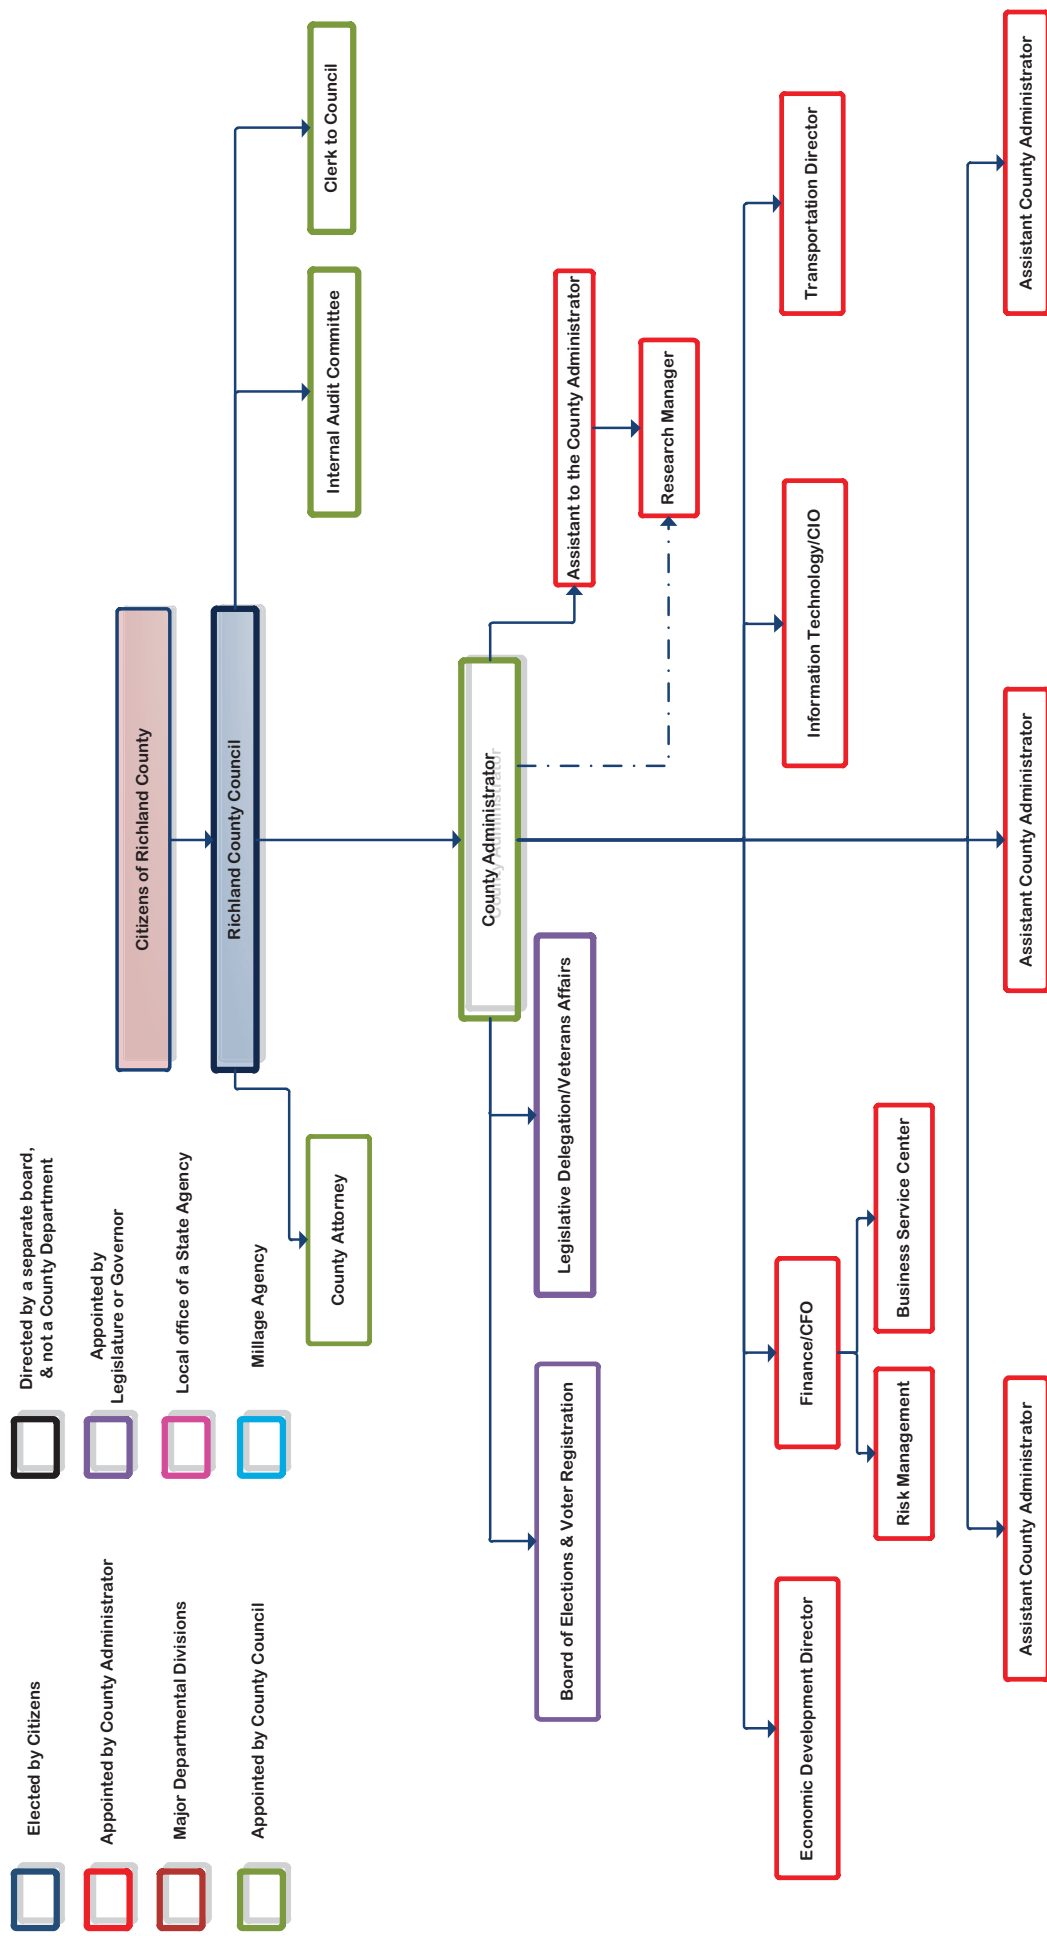 Elected by Citizens
Appointed by County Administrator
Major Departmental Divisions
Appointed by County Council
Directed by a separate board,
& not a County Department
Appointed by
Legislature or Governor
Local office of a State Agency
Millage Agency
Citizens of Richland County
Richland County Council
County Attorney
Internal Audit Committee
Clerk to Council
County Administrator
County Administrator
Board of Elections & Voter Registration
Legislative Delegation/Veterans Affairs
Assistant to the County Administrator
Research Manager
Economic Development Director
Finance/CFO
Information Technology/CIO
Transportation Director
Risk Management
Business Service Center
Assistant County Administrator
Assistant County Administrator
Assistant County Administrator